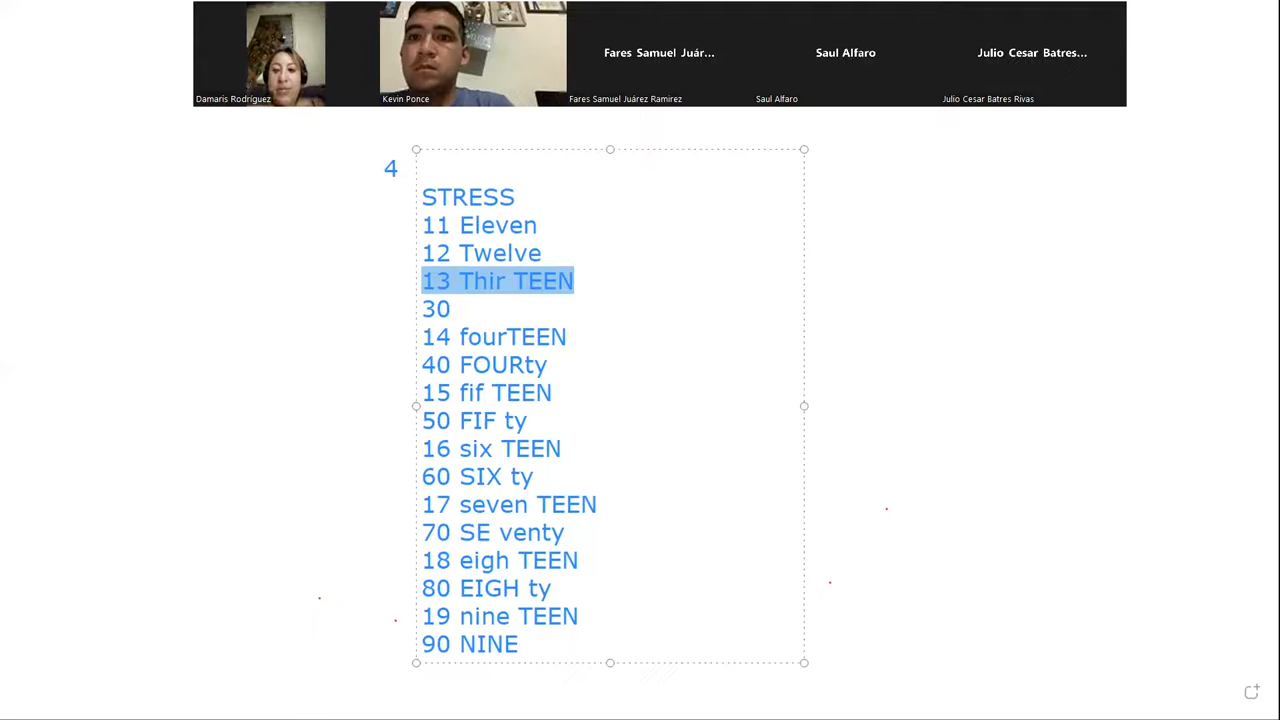 Fares Samuel Juár...
Saul Alfaro
Julio Cesar Batres...
Damaris Rodríguez
Kevin Ponce
Fares Samuel Juárez Ramirez
Saul Alfaro
Julio Cesar Batres Rivas
4
STRESS
11 Eleven
12 Twelve
13 Thir TEEN
30
14 fourTEEN
40 FOURty
15 fif TEEN
50 FIF ty
16 six TEEN
60 SIX ty
17 seven TEEN
70 SE venty
18 eigh TEEN
80 EIGH ty
19 nine TEEN
90 NINE